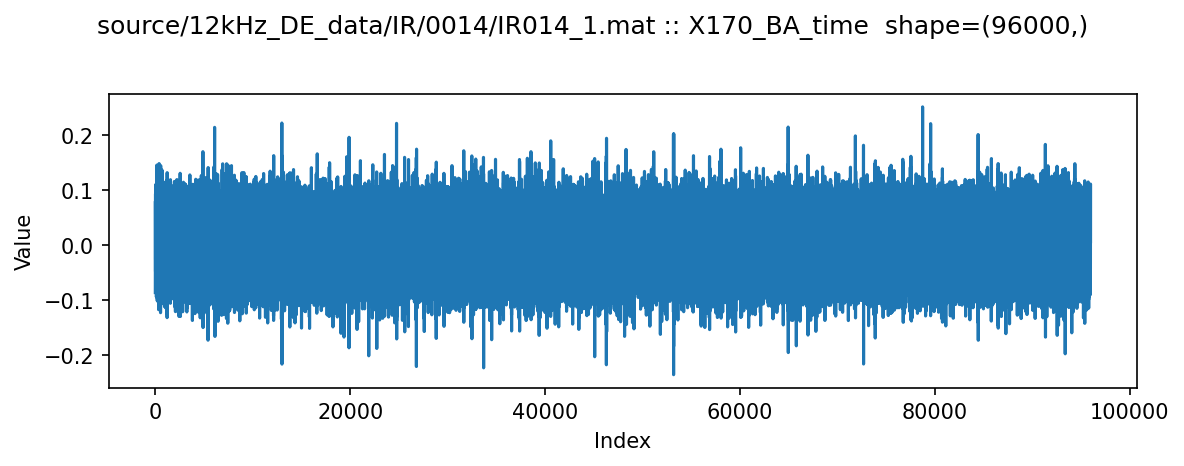 source/12kHz_DE_data/IR/0014/IR014_1.mat :: X170_BA_time  shape=(96000,)
0.2
0.1
0.0
−0.1
−0.2
Value
0 20000 40000 60000 80000 100000
Index